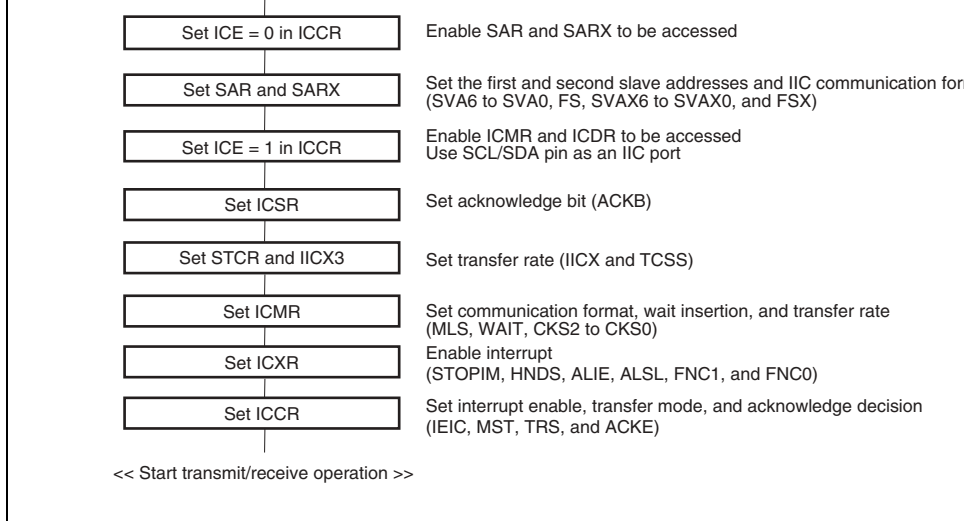 Set ICE = 0 in ICCR
Enable SAR and SARX to be accessed
Set SAR and SARX
Set the first and second slave addresses and IIC communication
(SVA6 to SVA0, FS, SVAX6 to SVAX0, and FSX)
Set ICE = 1 in ICCR
Enable ICMR and ICDR to be accessed
Use SCL/SDA pin as an IIC port
Set ICSR
Set acknowledge bit (ACKB)
Set STCR and IICX3
Set transfer rate (IICX and TCSS)
Set ICMR
Set communication format, wait insertion, and transfer rate
(MLS, WAIT, CKS2 to CKS0)
Set ICXR
Enable interrupt
(STOPIM, HNDS, ALIE, ALSL, FNC1, and FNC0)
Set ICCR
Set interrupt enable, transfer mode, and acknowledge decision
(IEIC, MST, TRS, and ACKE)
<< Start transmit/receive operation >>